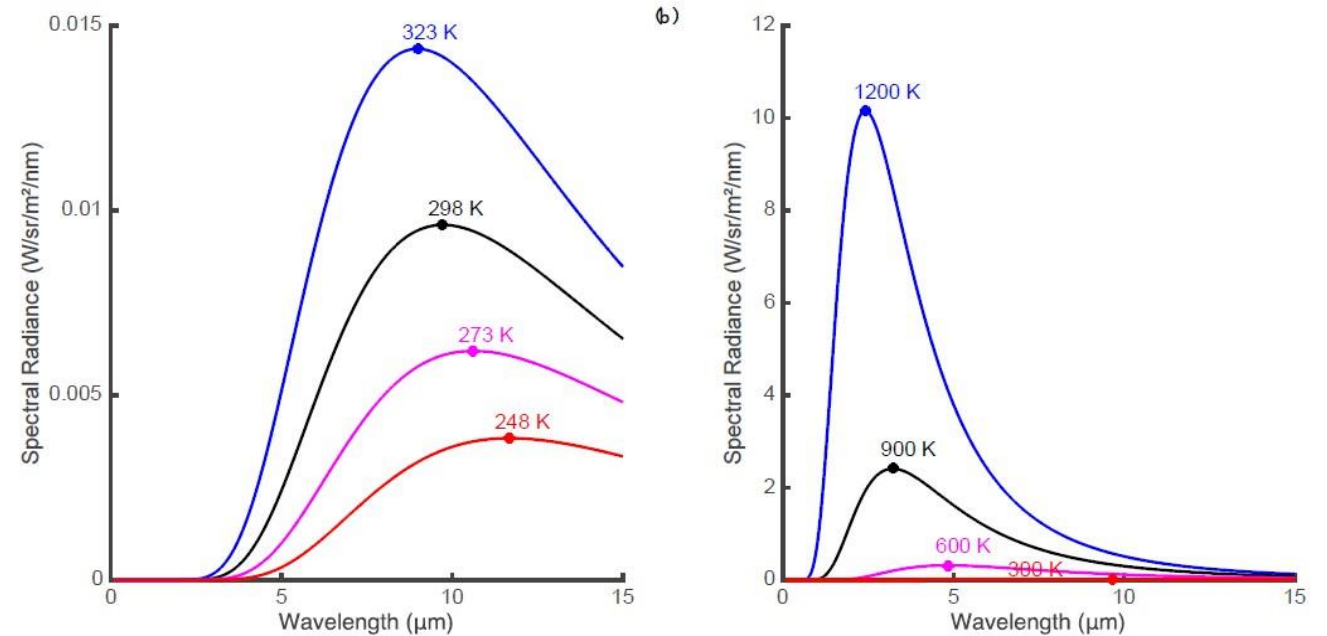 0.015
0.01
0.005
0
Spectral Radiance (W/sr/m²/nm)
323 K
298 K
273 K
248 K
0
5
10
15
Wavelength (µm)
(b)
12
10
8
6
4
2
0
Spectral Radiance (W/sr/m²/nm)
1200 K
900 K
600 K
300 K
0
5
10
15
Wavelength (µm)